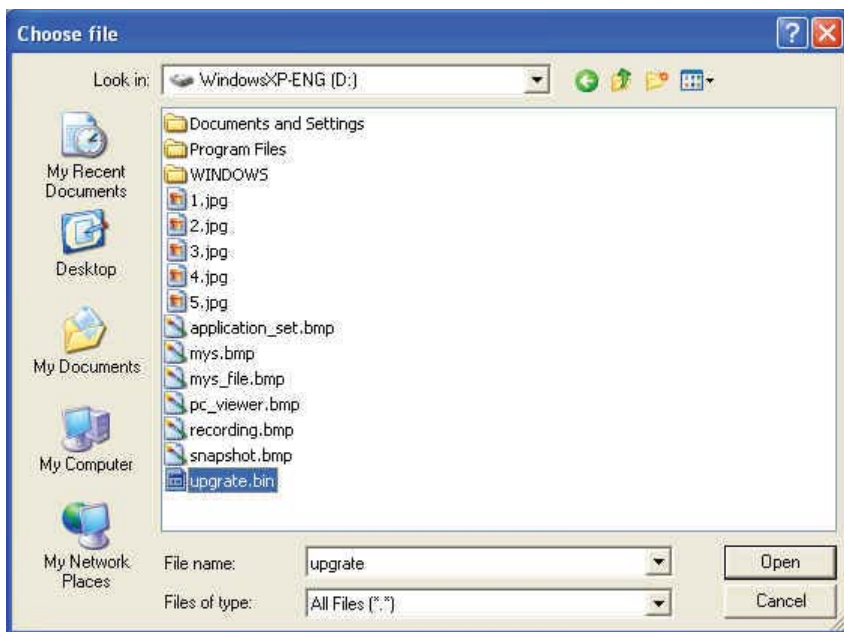 Choose file
Look in: WindowsXP-ENG (D:)
My Recent
Documents
Desktop
My Documents
My Computer
My Network
Places
Documents and Settings
Program Files
WINDOWS
1.jpg
2.jpg
3.jpg
4.jpg
5.jpg
application_set.bmp
mys.bmp
mys_file.bmp
pc_viewer.bmp
recording.bmp
snapshot.bmp
upgrate.bin
File name: upgrate Open
Files of type: All Files (*.*) Cancel